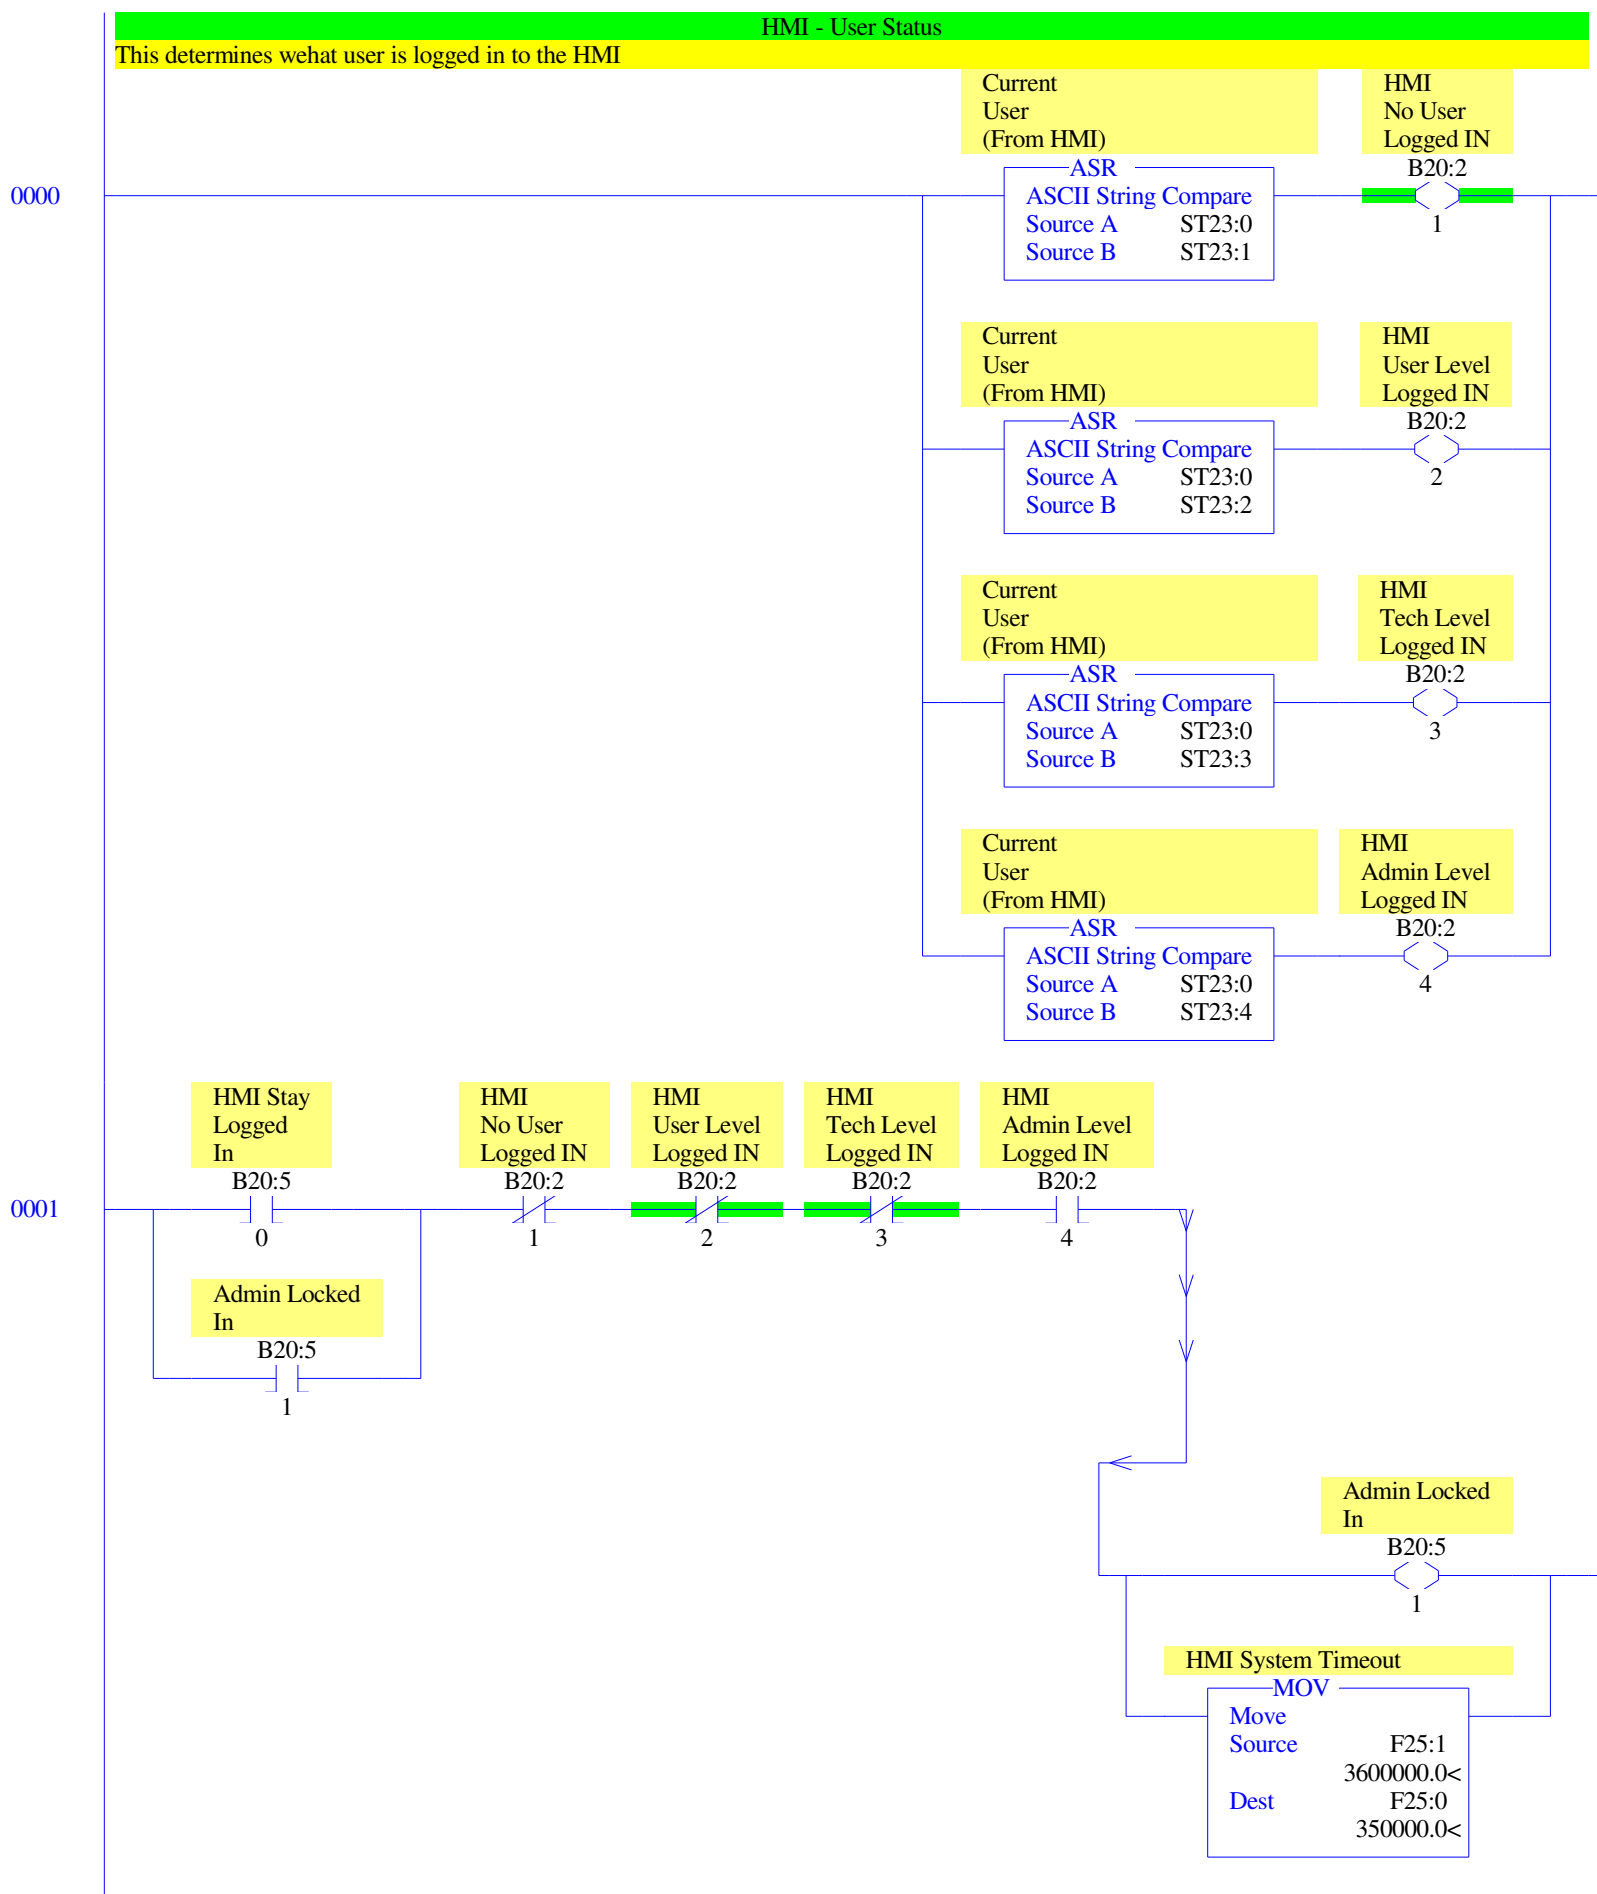 HMI - User Status
This determines wehat user is logged in to the HMI
Current
User
(From HMI)
HMI
No User
Logged IN
0000
ASR
ASCII String Compare
Source A ST23:0
Source B ST23:1
B20:2
1
Current
User
(From HMI)
HMI
User Level
Logged IN
ASR
ASCII String Compare
Source A ST23:0
Source B ST23:2
B20:2
2
Current
User
(From HMI)
HMI
Tech Level
Logged IN
ASR
ASCII String Compare
Source A ST23:0
Source B ST23:3
B20:2
3
Current
User
(From HMI)
HMI
Admin Level
Logged IN
ASR
ASCII String Compare
Source A ST23:0
Source B ST23:4
B20:2
4
0001
HMI Stay
Logged
In
B20:5
0
HMI
No User
Logged IN
B20:2
1
HMI
User Level
Logged IN
B20:2
2
HMI
Tech Level
Logged IN
B20:2
3
HMI
Admin Level
Logged IN
B20:2
4
Admin Locked
In
B20:5
1
Admin Locked
In
B20:5
1
HMI System Timeout
MOV
Move
Source F25:1
3600000.0<
Dest F25:0
350000.0<